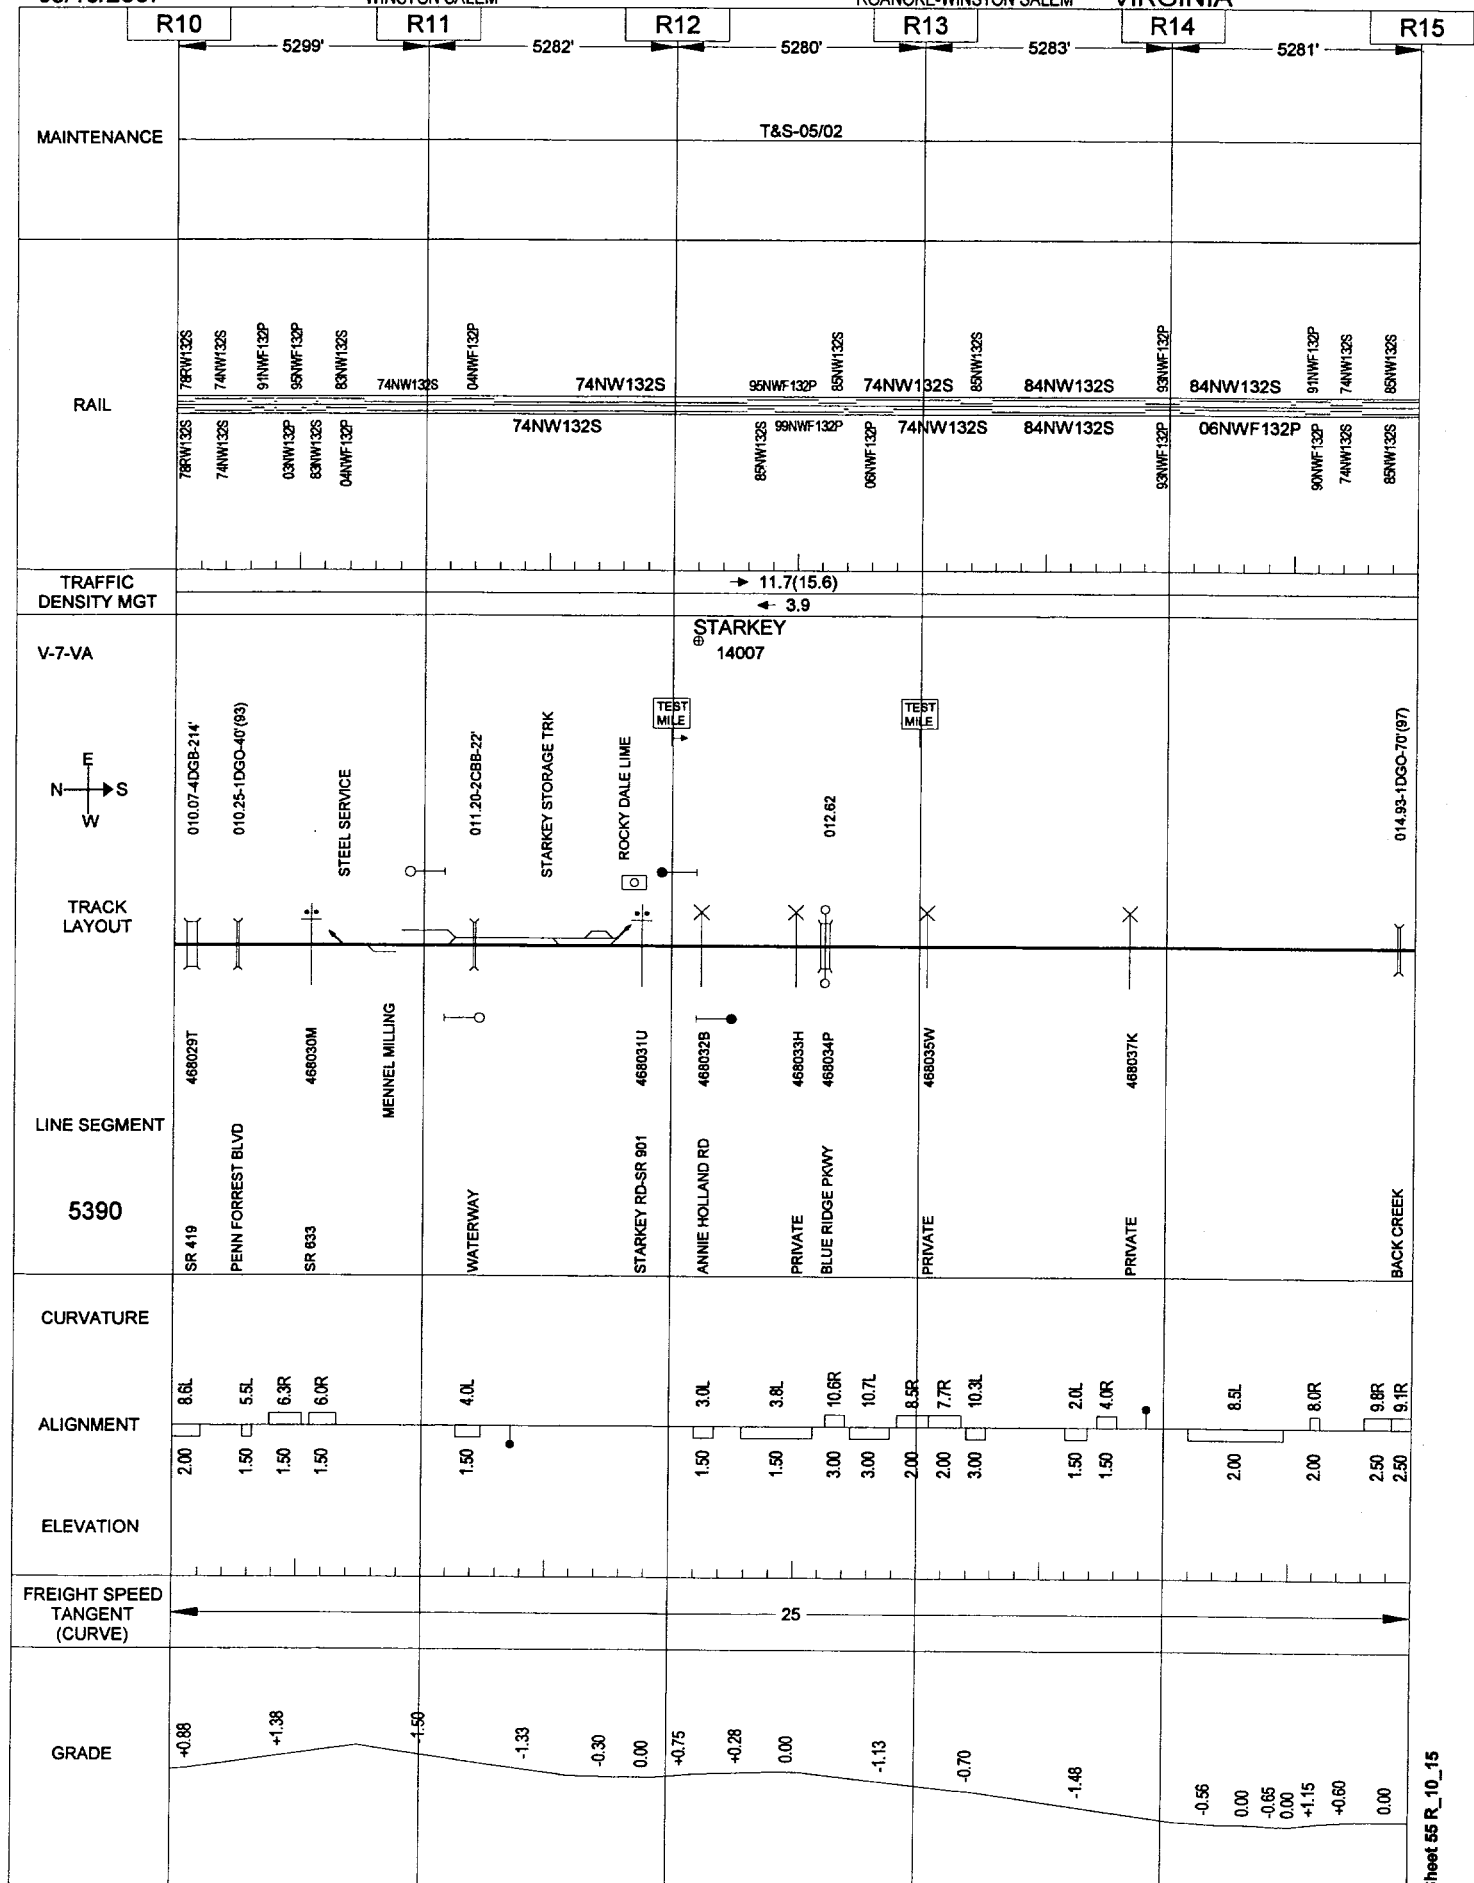 WINSTON SALEM
ROANOKE-WINSTON SALEM VIRGINIA
R10 R11 R12 R13 R14 R15
5299' 5282' 5280' 5283' 5281'
MAINTENANCE
T&S-05/02
RAIL
78RW132S 74NW132S 91NWF132P 95NWF132P 83NW132S 74NW132S 04NWF132P 74NW132S 95NWF132P 85NW132S 74NW132S 85NW132S 84NW132S 93NWF132P 84NW132S 91NWF132P 74NW132S 85NW132S
78RW132S 74NW132S 03NW132P 83NW132S 04NWF132P 74NW132S 85NW132S 99NWF132P 06NWF132P 74NW132S 84NW132S 93NWF132P 06NWF132P 90NWF132P 74NW132S 85NW132S
TRAFFIC
DENSITY MGT
11.7(15.6)
3.9
V-7-VA
STARKEY
14007
TEST
MILE
TEST
MILE
E
N S
W
010.07-4DGB-214'
010.25-1DGO-40'(93)
STEEL SERVICE
011.20-2CBB-22'
STARKEY STORAGE TRK
ROCKY DALE LIME
012.62
014.93-1DGO-70'(97)
TRACK
LAYOUT
MENNEL MILLING
468029T
468030M
468031U
468032B
468033H
468034P
468035W
468037K
LINE SEGMENT
5390
SR 419
PENN FORREST BLVD
SR 633
WATERWAY
STARKEY RD-SR 901
ANNIE HOLLAND RD
PRIVATE
BLUE RIDGE PKWY
PRIVATE
PRIVATE
BACK CREEK
CURVATURE
8.6L 5.5L 6.3R 6.0R 4.0L 3.0L 3.8L 10.6R 10.7L 8.5R 7.7R 10.3L 2.0L 4.0R 8.5L 8.0R 9.8R 9.1R
ALIGNMENT
2.00 1.50 1.50 1.50 1.50 1.50 1.50 3.00 3.00 2.00 2.00 3.00 1.50 1.50 2.00 2.00 2.50 2.50
ELEVATION
FREIGHT SPEED
TANGENT
(CURVE)
25
GRADE
+0.88 +1.38 -1.50 -1.33 -0.30 0.00 +0.75 +0.28 0.00 -1.13 -0.70 -1.48 -0.56 0.00 -0.65 0.00 +1.15 +0.60 0.00
55 R_10_15